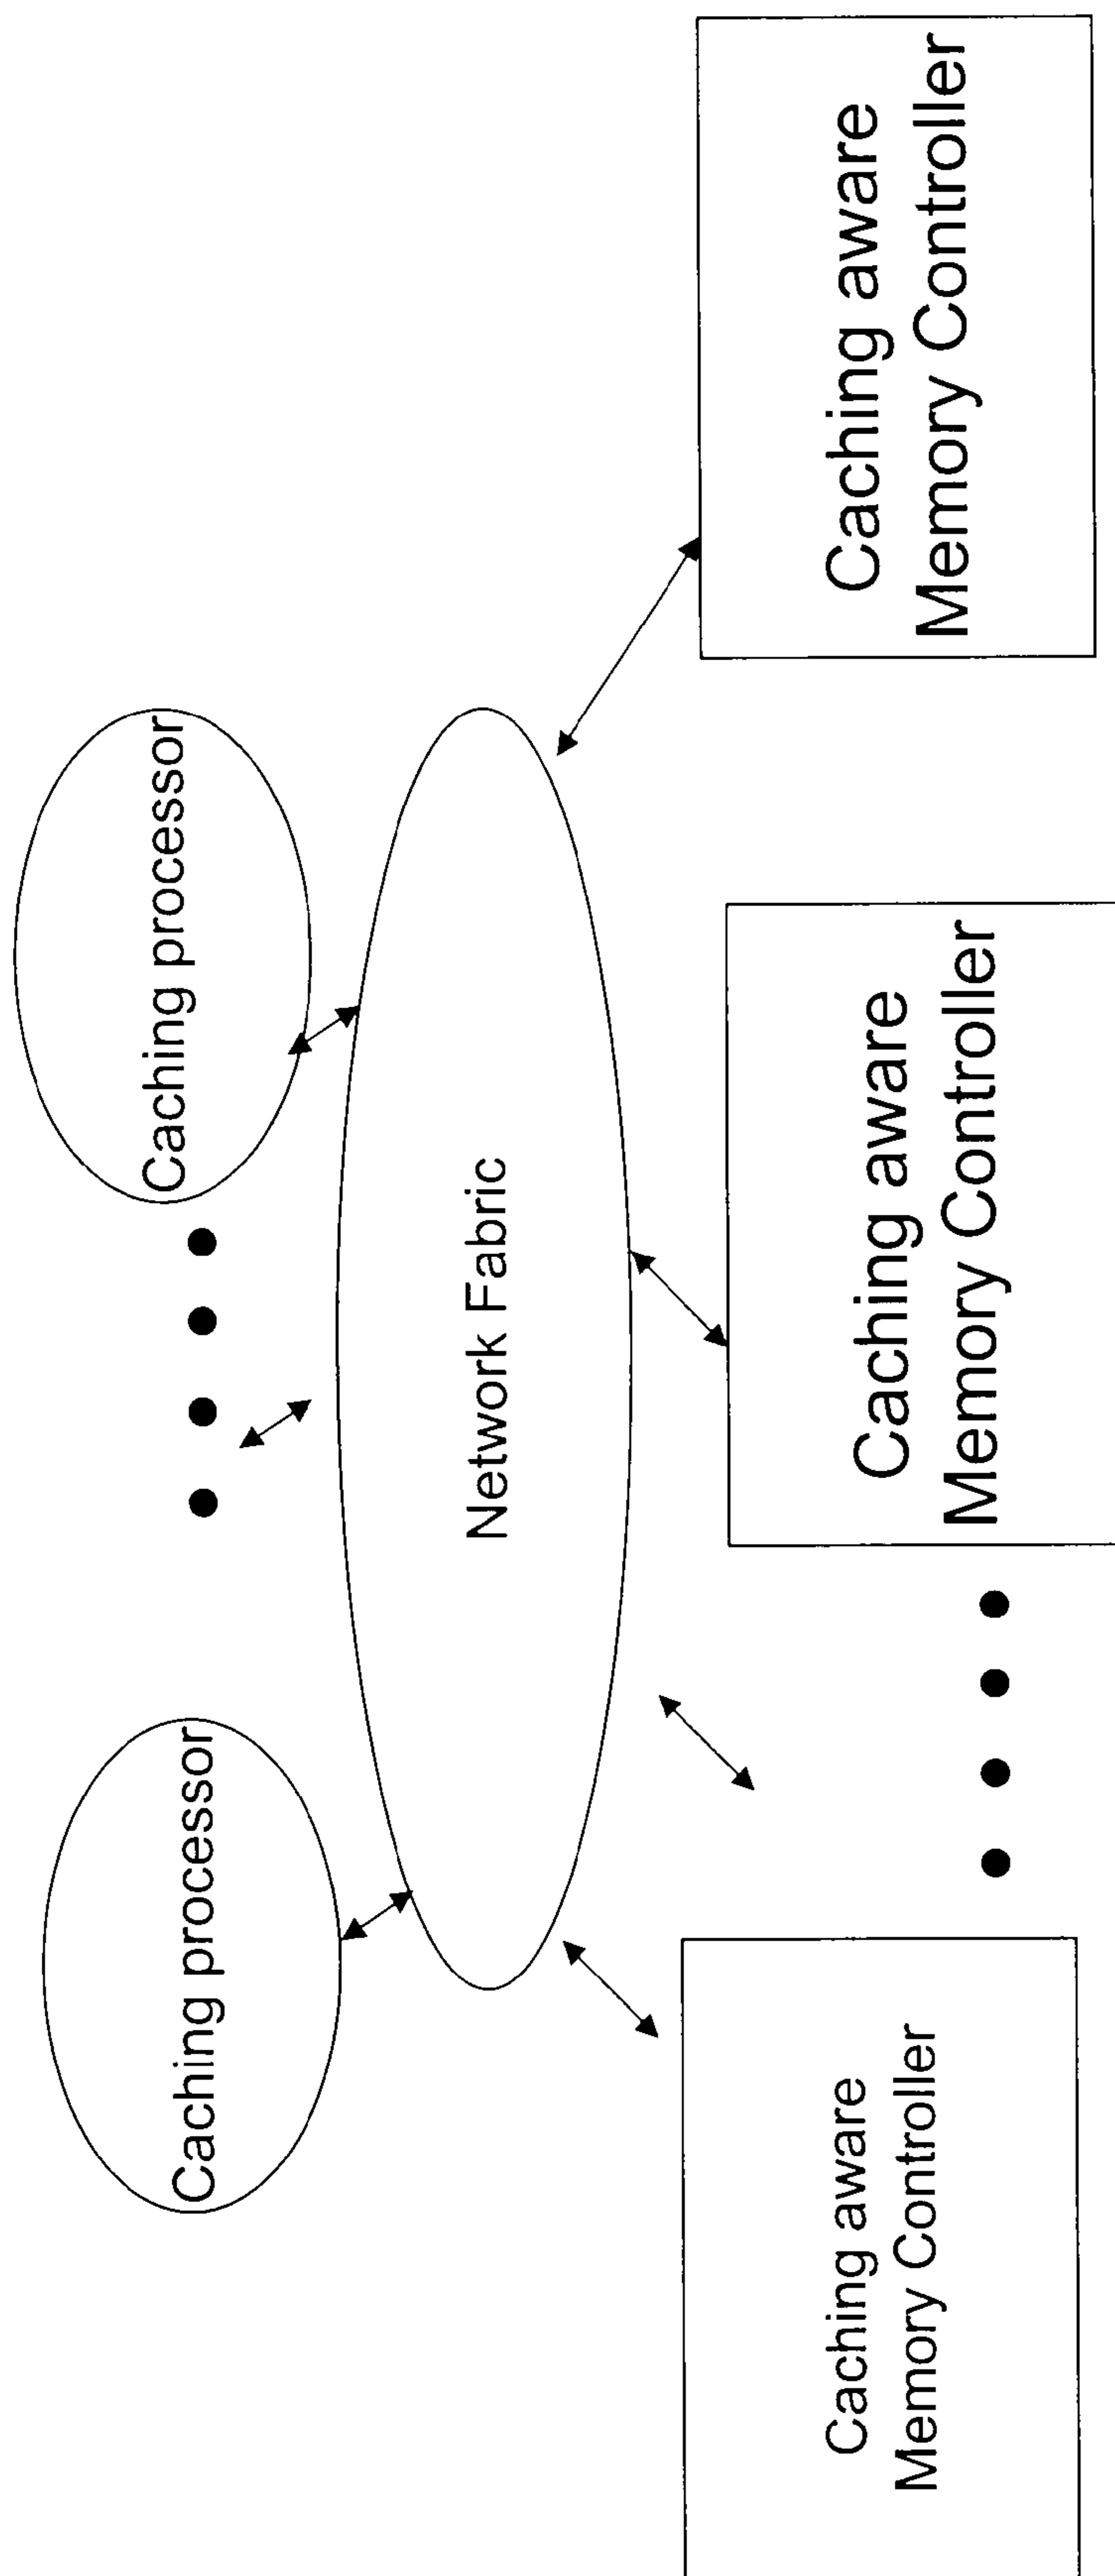 Caching processor
Caching processor
Network Fabric
Caching aware
Memory Controller
Caching aware
Memory Controller
Caching aware
Memory Controller